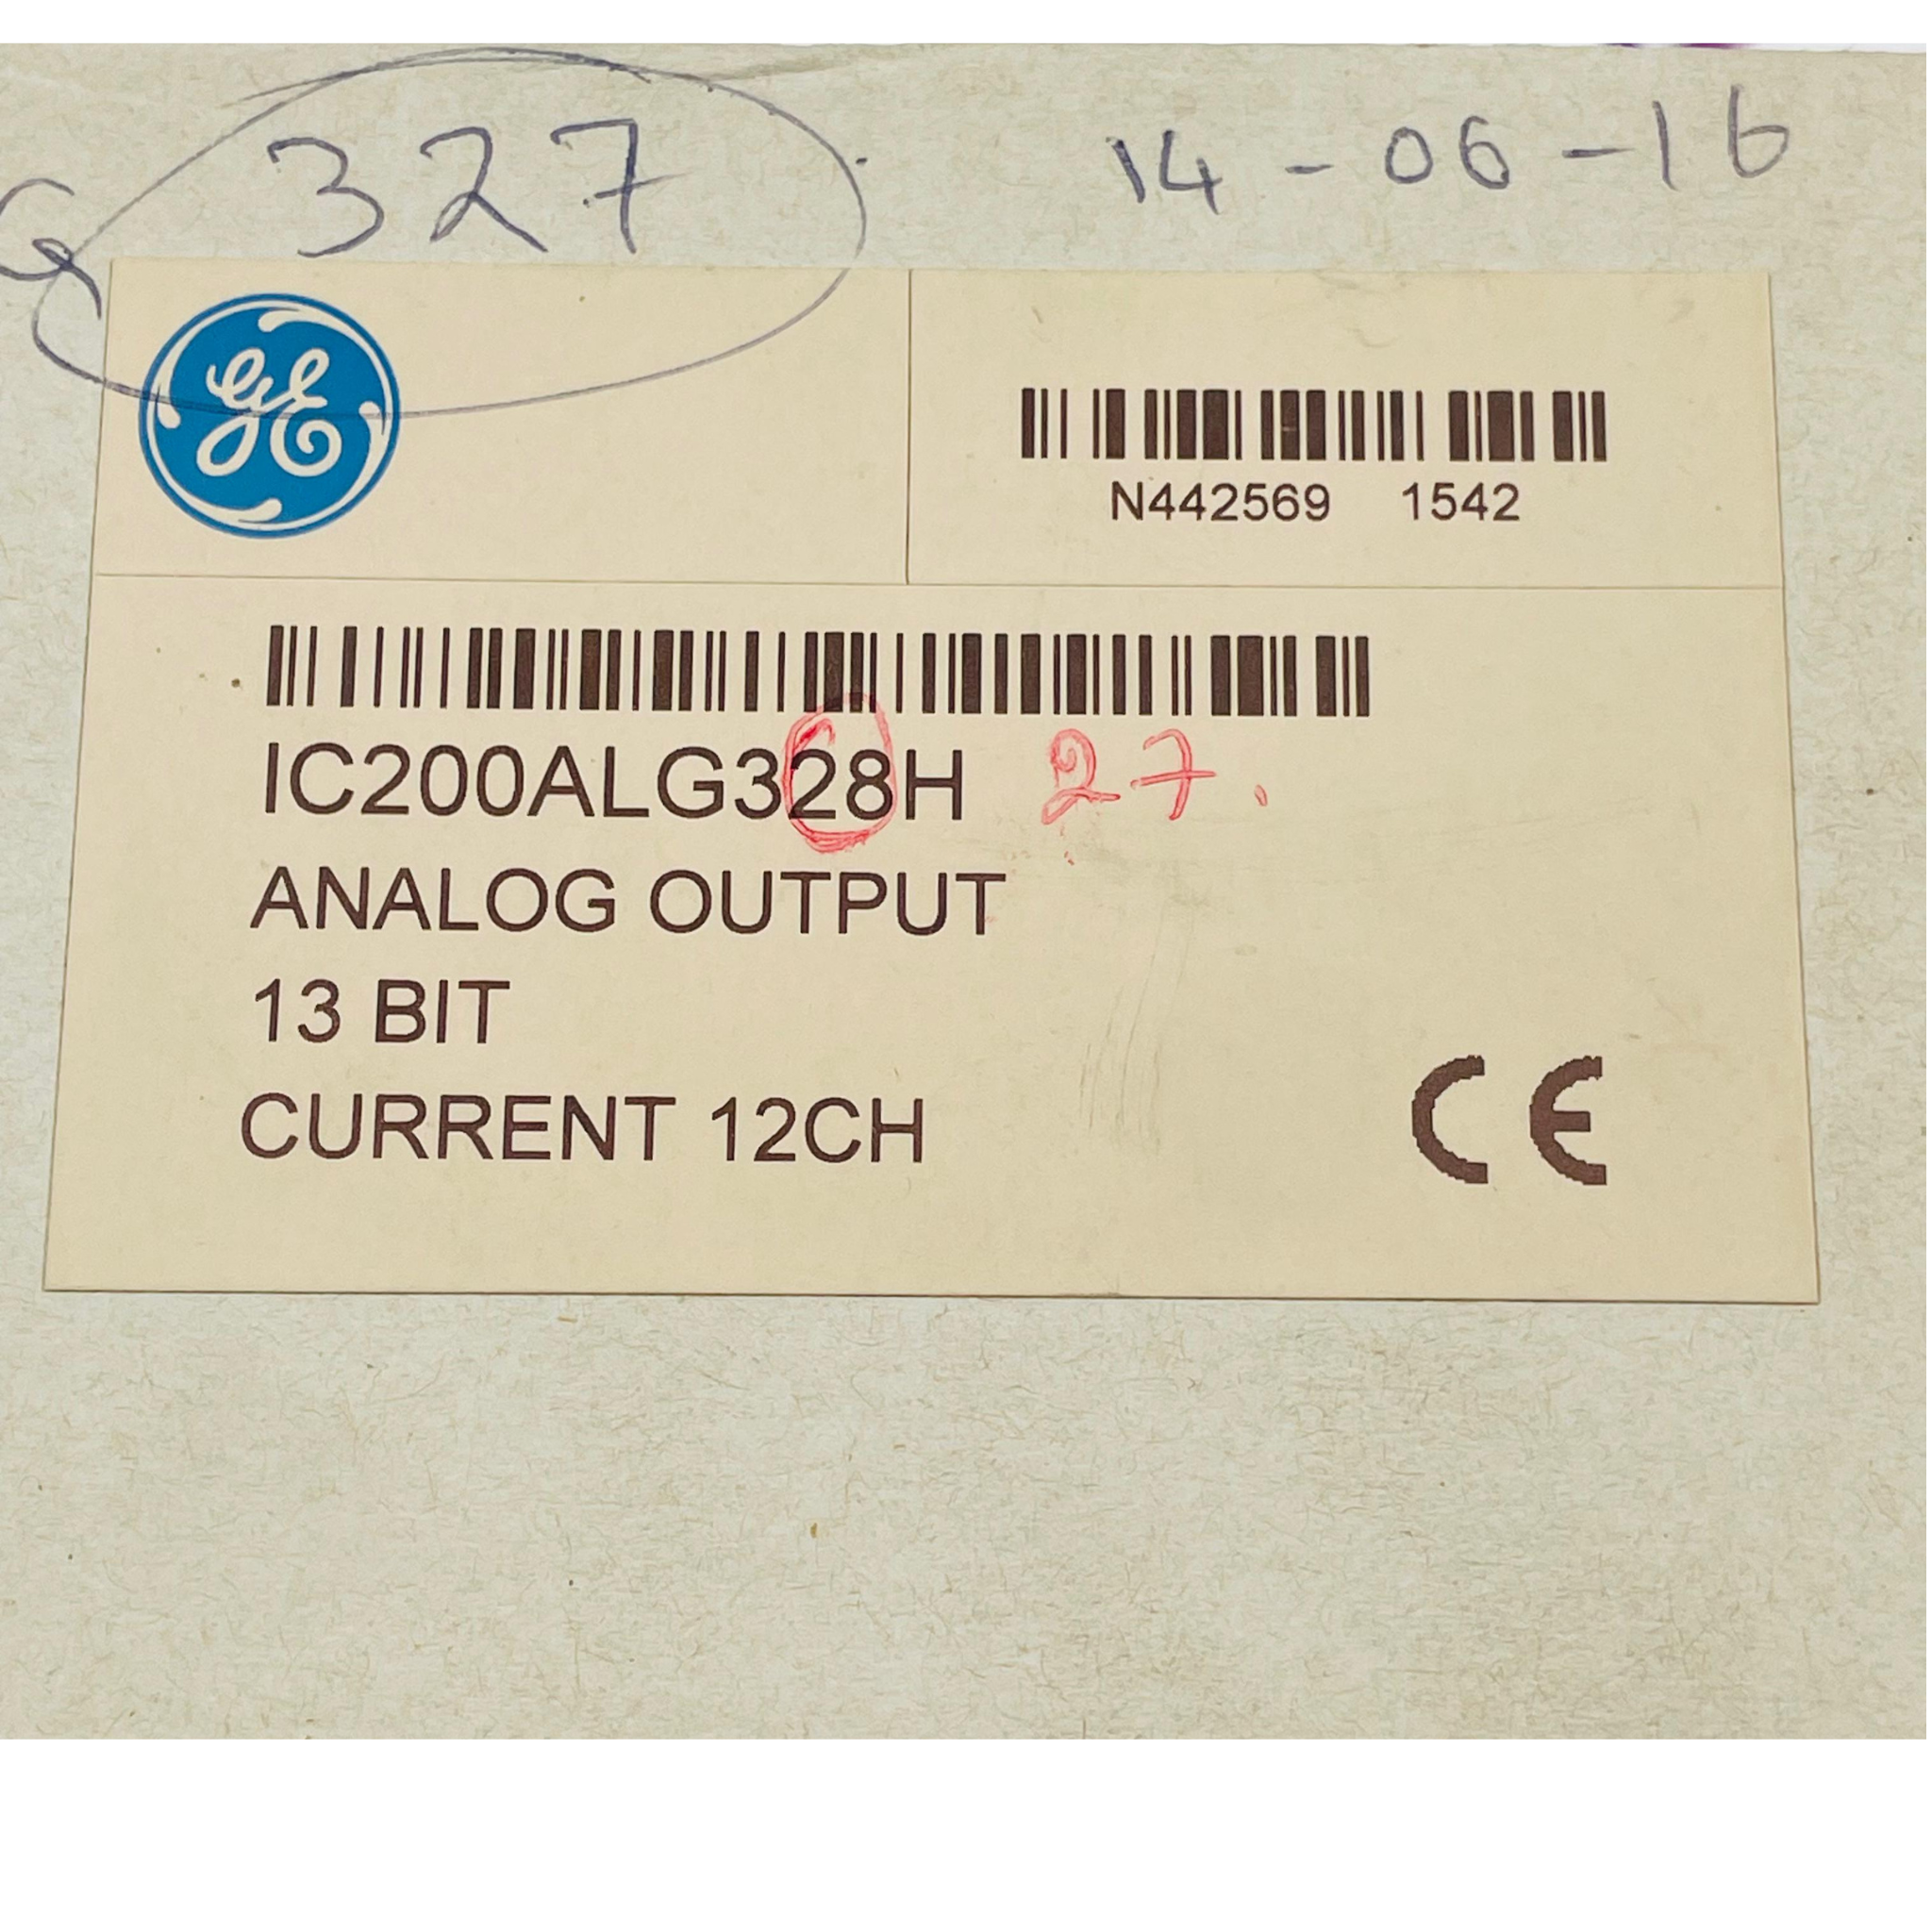 327 14-06-16
GE
N442569 1542
IC200ALG328H 27.
ANALOG OUTPUT
13 BIT
CURRENT 12CH
CE